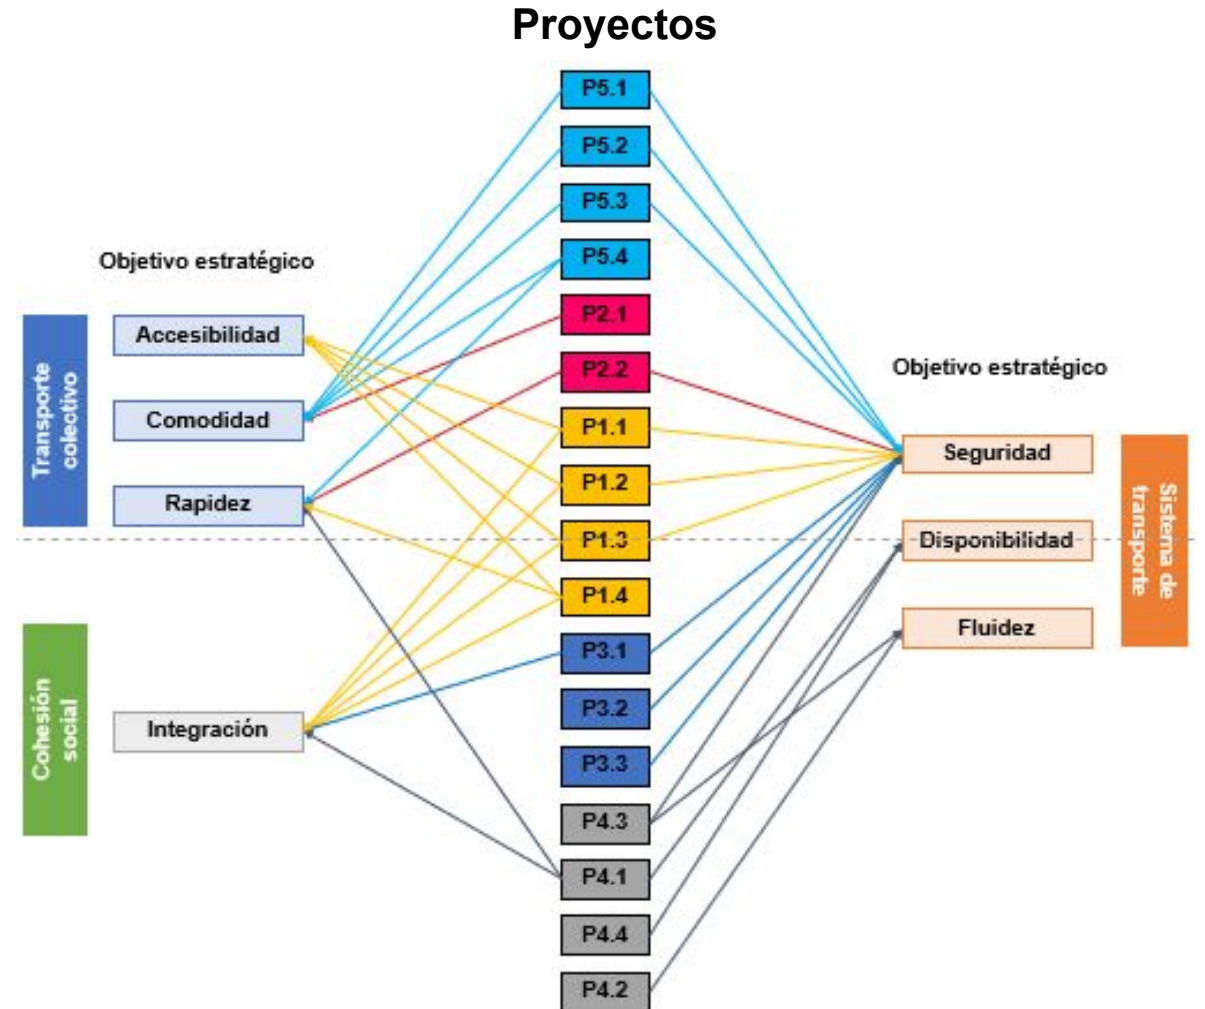 Proyectos
P5.1
P5.2
P5.3
P5.4
P2.1
P2.2
P1.1
P1.2
P1.3
P1.4
P3.1
P3.2
P3.3
P4.3
P4.1
P4.4
P4.2
Objetivo estratégico
Transporte
colectivo
Accesibilidad
Comodidad
Rapidez
Cohesión
social
Integración
Objetivo estratégico
Seguridad
Disponibilidad
Fluidez
Sistema de
transporte